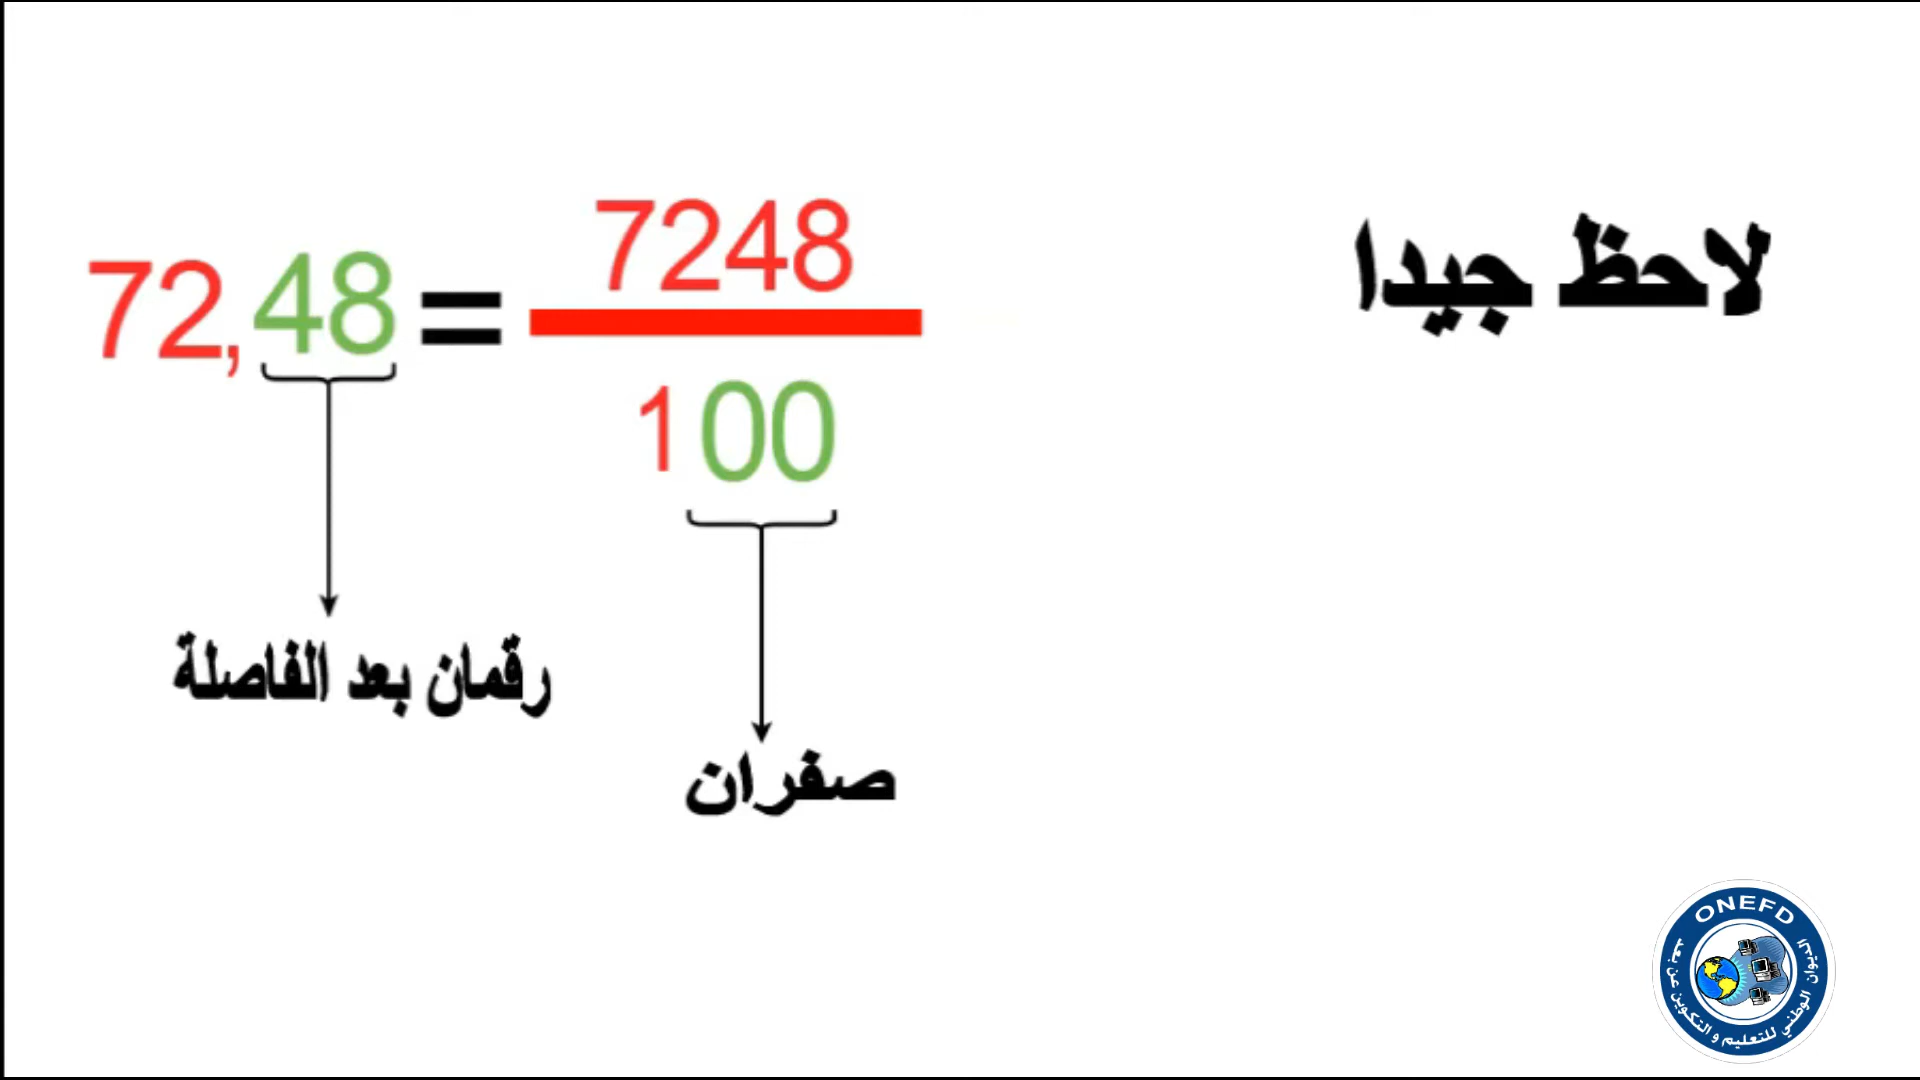 لاحظ جيدا
72,48 = 7248
100
رقمان بعد الفاصلة
صفران
ONEFD
الديوان الوطني للتعليم و التكوين عن بعد